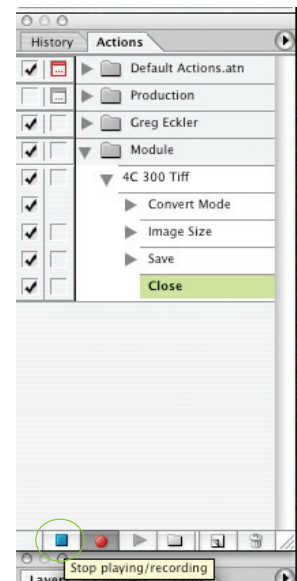 History Actions
Default Actions.atn
Production
Greg Eckler
Module
4C 300 Tiff
Convert Mode
Image Size
Save
Close
Stop playing/recording
Layer